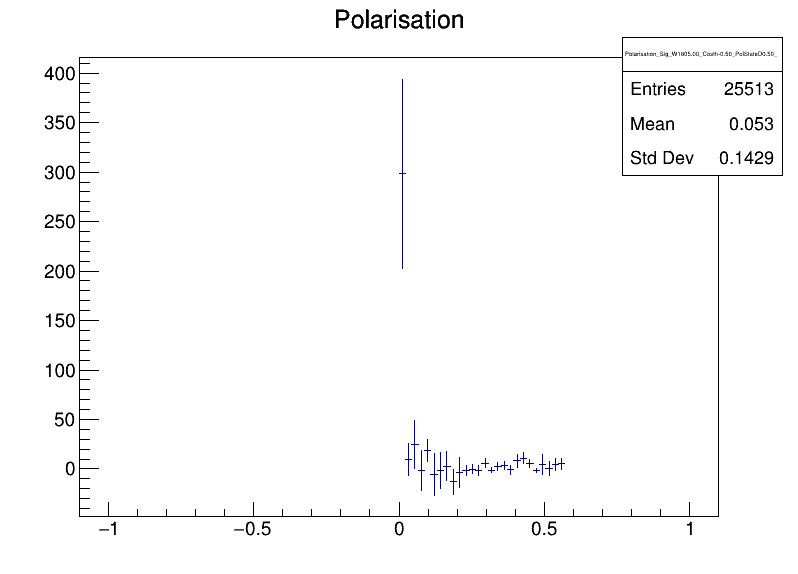 Polarisation
Polarisation_Sig_W1805.00_Costh-0.50_PolStateD0.50_
Entries 25513
Mean 0.053
Std Dev 0.1429
400
350
300
250
200
150
100
50
0
−1 −0.5 0 0.5 1